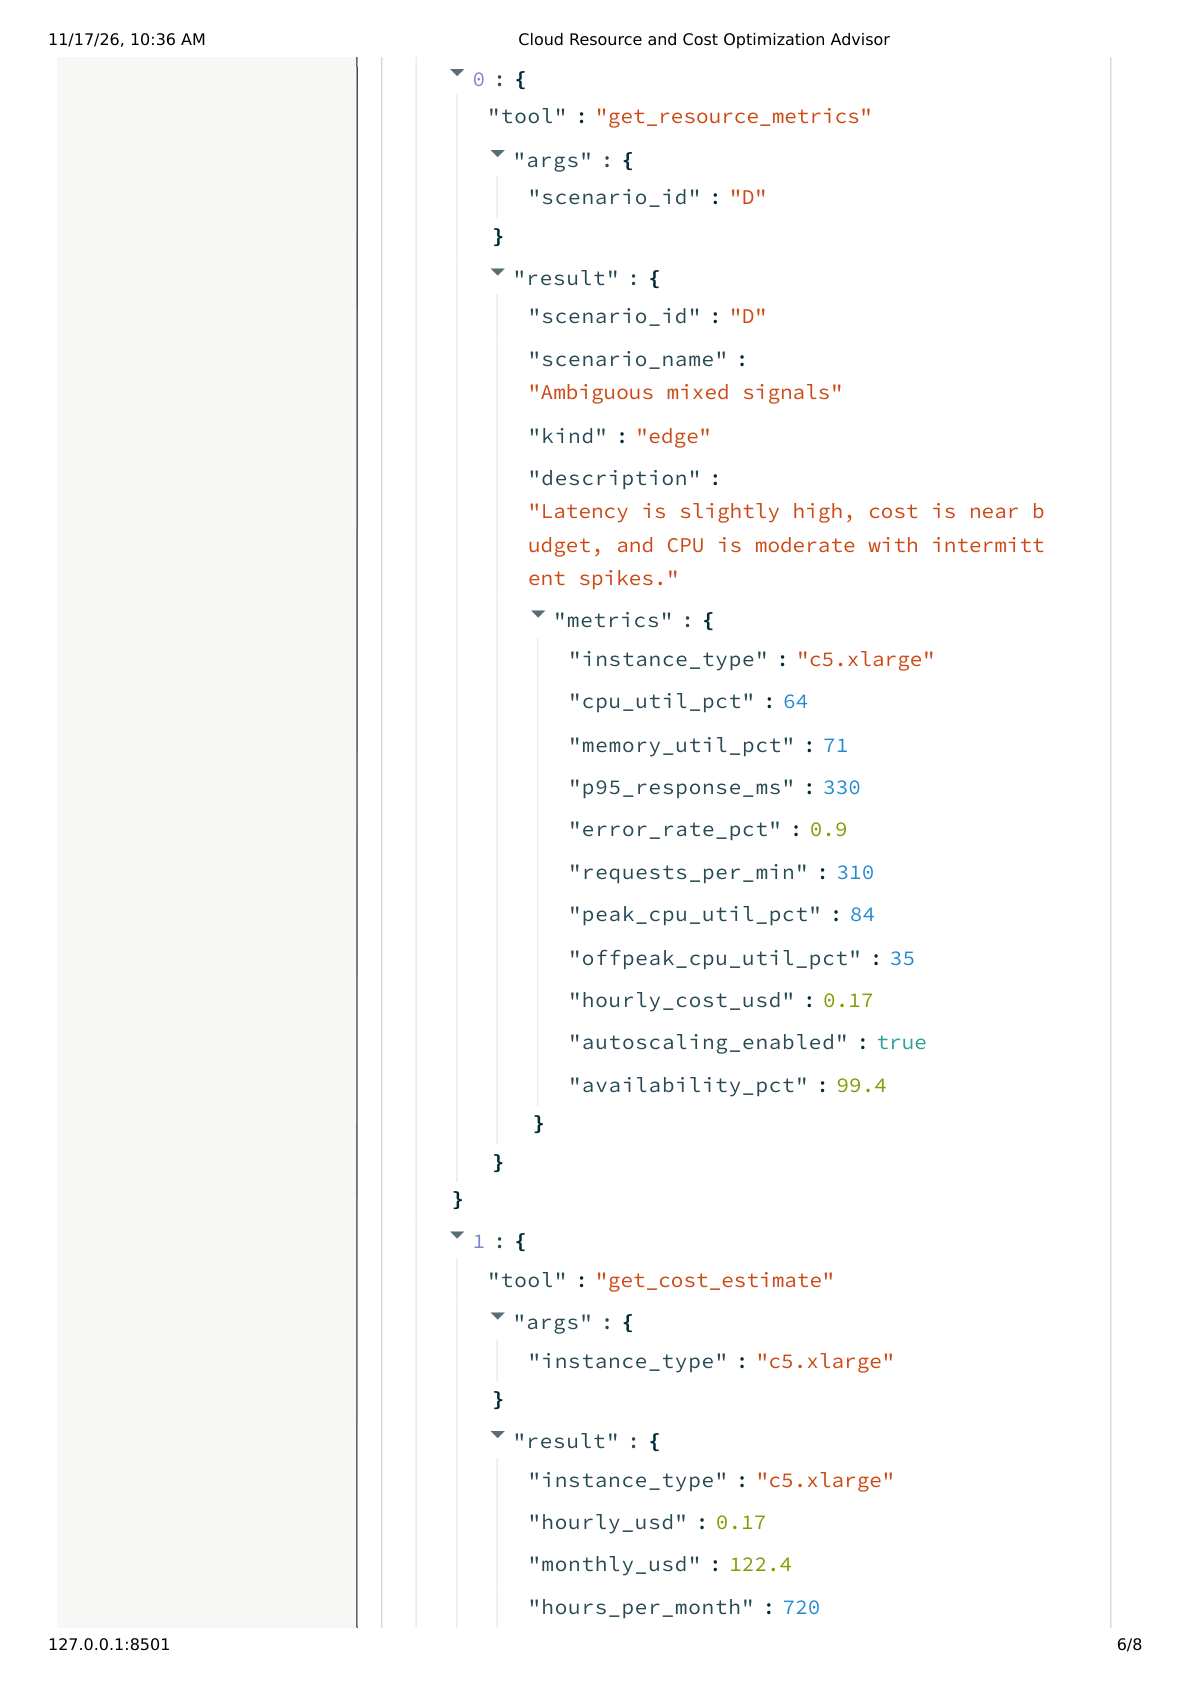 11/17/26, 10:36 AM
Cloud Resource and Cost Optimization Advisor
0 : {
"tool" : "get_resource_metrics"
"args" : {
"scenario_id" : "D"
}
"result" : {
"scenario_id" : "D"
"scenario_name" :
"Ambiguous mixed signals"
"kind" : "edge"
"description" :
"Latency is slightly high, cost is near b
udget, and CPU is moderate with intermitt
ent spikes."
"metrics" : {
"instance_type" : "c5.xlarge"
"cpu_util_pct" : 64
"memory_util_pct" : 71
"p95_response_ms" : 330
"error_rate_pct" : 0.9
"requests_per_min" : 310
"peak_cpu_util_pct" : 84
"offpeak_cpu_util_pct" : 35
"hourly_cost_usd" : 0.17
"autoscaling_enabled" : true
"availability_pct" : 99.4
}
}
}
1 : {
"tool" : "get_cost_estimate"
"args" : {
"instance_type" : "c5.xlarge"
}
"result" : {
"instance_type" : "c5.xlarge"
"hourly_usd" : 0.17
"monthly_usd" : 122.4
"hours_per_month" : 720
127.0.0.1:8501
6/8